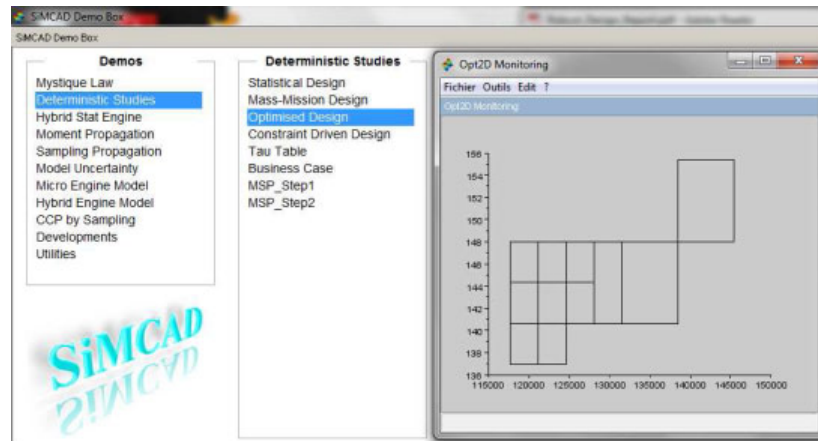 SiMCAD Demo Box
SiMCAD Demo Box
Demos
Mystique Law
Deterministic Studies
Hybrid Stat Engine
Moment Propagation
Sampling Propagation
Model Uncertainty
Micro Engine Model
Hybrid Engine Model
CCP by Sampling
Developments
Utilities
SiMCAD
Deterministic Studies
Statistical Design
Mass-Mission Design
Optimised Design
Constraint Driven Design
Tau Table
Business Case
MSP_Step1
MSP_Step2
Opt2D Monitoring
Fichier Outils Edit ?
Opt2D Monitoring
156
154
152
150
148
146
144
142
140
138
136
115000 120000 125000 130000 135000 140000 145000 150000